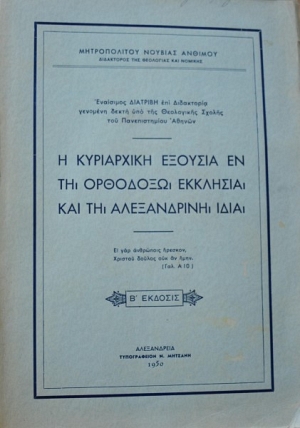 ΜΗΤΡΟΠΟΛΙΤΟΥ ΝΟΥΒΙΑΣ ΑΝΘΙΜΟΥ
ΔΙΔΑΚΤΟΡΟΣ ΤΗΣ ΘΕΟΛΟΓΙΑΣ ΚΑΙ ΝΟΜΙΚΗΣ
Ἐναίσιμος ΔΙΑΤΡΙΒΗ ἐπὶ Διδακτορίᾳ
γενομένη δεκτὴ ὑπὸ τῆς Θεολογικῆς Σχολῆς
τοῦ Πανεπιστημίου Ἀθηνῶν
Η ΚΥΡΙΑΡΧΙΚΗ ΕΞΟΥΣΙΑ ΕΝ
ΤΗι ΟΡΘΟΔΟΞΩι ΕΚΚΛΗΣΙΑι
ΚΑΙ ΤΗι ΑΛΕΞΑΝΔΡΙΝΗι ΙΔΙΑι
Εἰ γὰρ ἀνθρώποις ἤρεσκον,
Χριστοῦ δοῦλος οὐκ ἂν ἤμην.
(Γαλ. Α 10)
Β' ΕΚΔΟΣΙΣ
ΑΛΕΞΑΝΔΡΕΙΑ
ΤΥΠΟΓΡΑΦΕΙΟΝ Ν. ΜΗΤΣΑΝΗ
1950